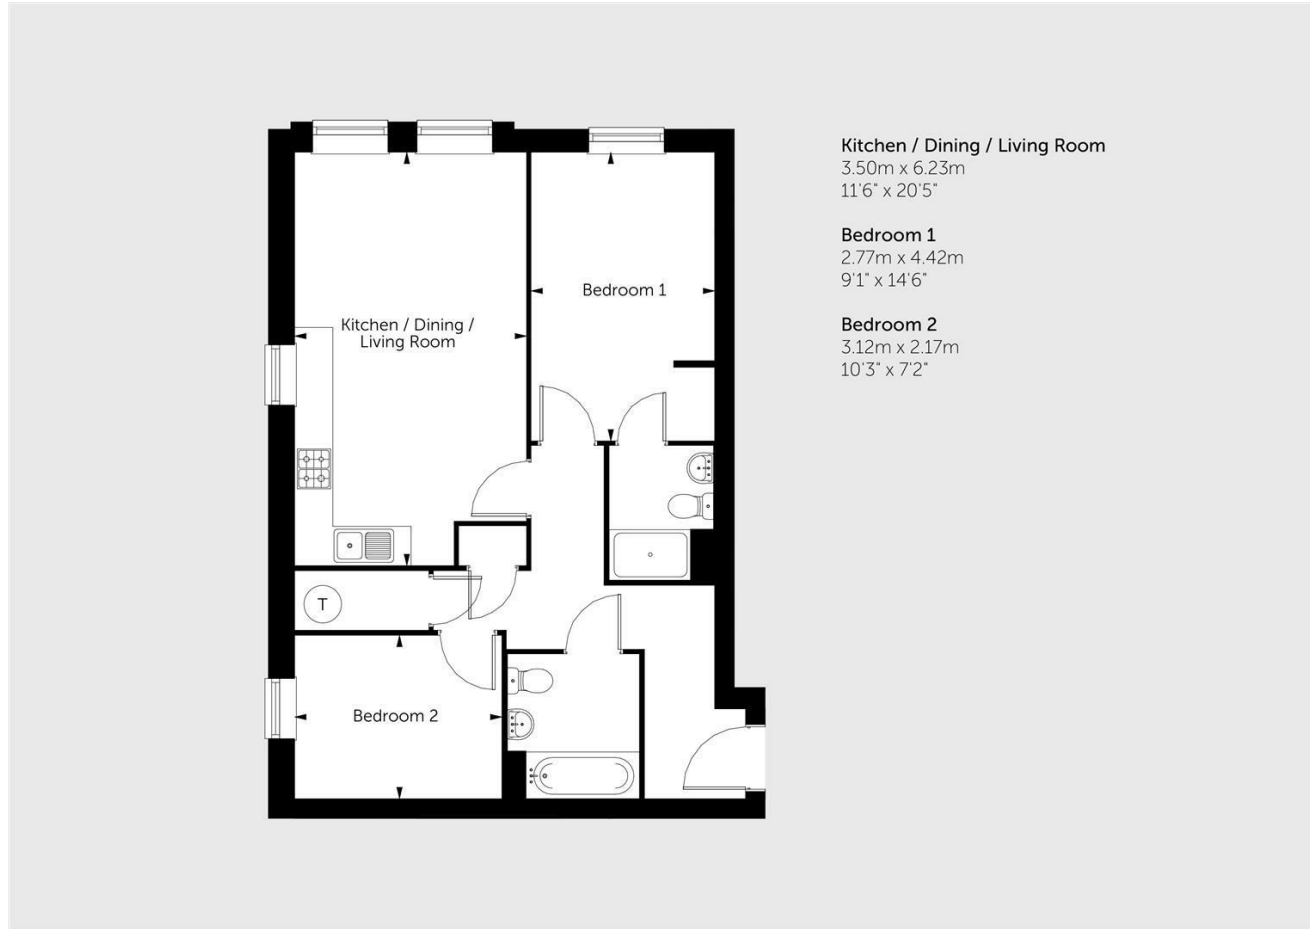 Kitchen / Dining / Living Room
3.50m x 6.23m
11'6" x 20'5"
Bedroom 1
2.77m x 4.42m
9'1" x 14'6"
Bedroom 2
3.12m x 2.17m
10'3" x 7'2"
Bedroom 1
Kitchen / Dining /
Living Room
T
Bedroom 2